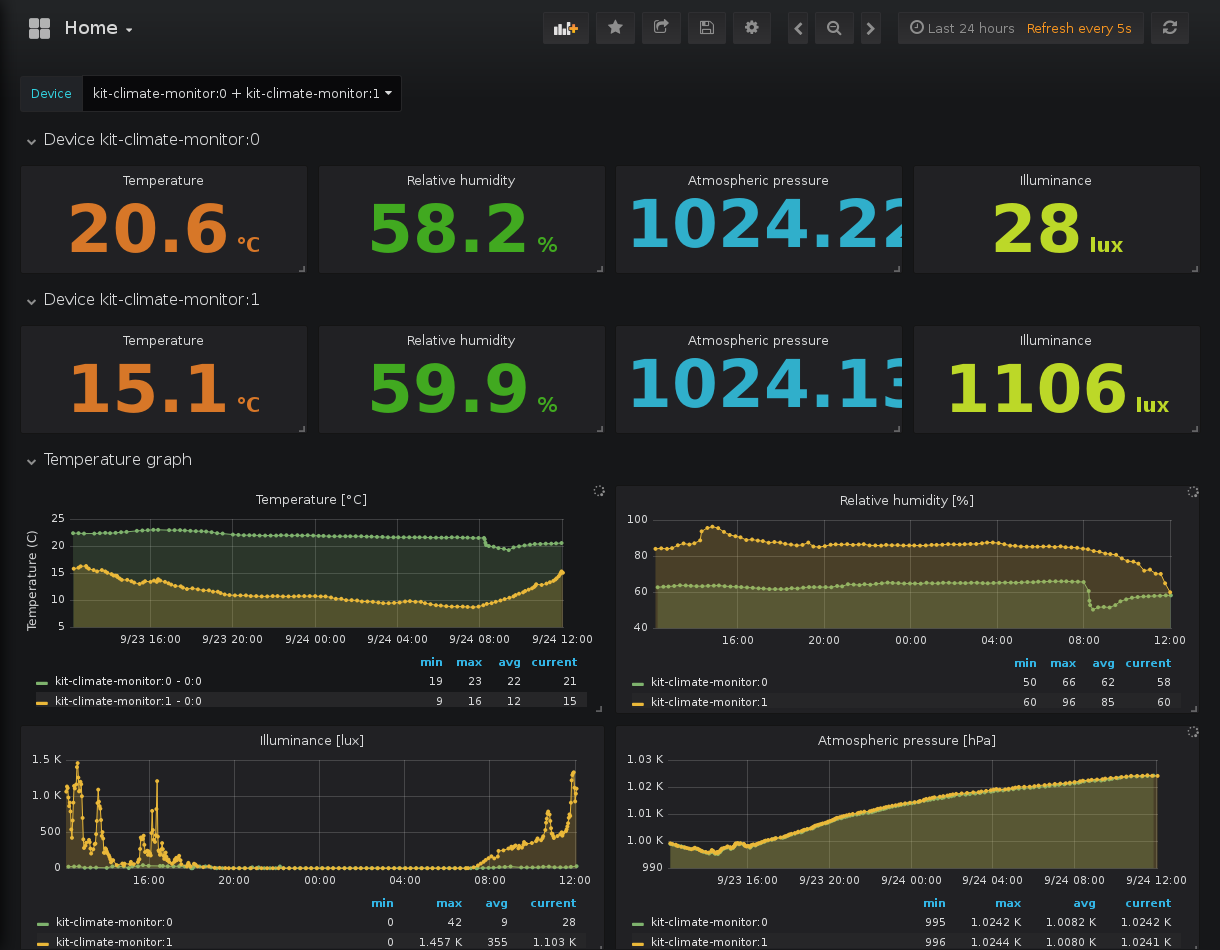 Home
Last 24 hours Refresh every 5s
Device kit-climate-monitor:0 + kit-climate-monitor:1
Device kit-climate-monitor:0
Temperature Relative humidity Atmospheric pressure Illuminance
20.6 °C 58.2 % 1024.22 28 lux
Device kit-climate-monitor:1
Temperature Relative humidity Atmospheric pressure Illuminance
15.1 °C 59.9 % 1024.13 1106 lux
Temperature graph
Temperature [°C]
Temperature (C)
25
20
15
10
5
9/23 16:00 9/23 20:00 9/24 00:00 9/24 04:00 9/24 08:00 9/24 12:00
min max avg current
kit-climate-monitor:0 - 0:0 19 23 22 21
kit-climate-monitor:1 - 0:0 9 16 12 15
Relative humidity [%]
100
80
60
40
16:00 20:00 00:00 04:00 08:00 12:00
min max avg current
kit-climate-monitor:0 50 66 62 58
kit-climate-monitor:1 60 96 85 60
Illuminance [lux]
1.5 K
1.0 K
500
0
16:00 20:00 00:00 04:00 08:00 12:00
min max avg current
kit-climate-monitor:0 0 42 9 28
kit-climate-monitor:1 0 1.457 K 355 1.103 K
Atmospheric pressure [hPa]
1.03 K
1.02 K
1.01 K
1.00 K
990
9/23 16:00 9/23 20:00 9/24 00:00 9/24 04:00 9/24 08:00 9/24 12:00
min max avg current
kit-climate-monitor:0 995 1.0242 K 1.0082 K 1.0242 K
kit-climate-monitor:1 996 1.0244 K 1.0080 K 1.0241 K